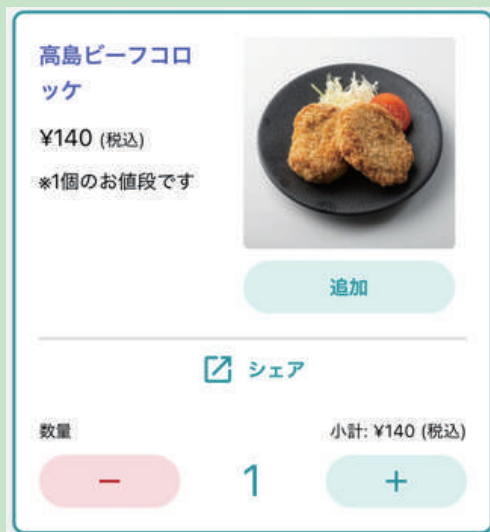 高島ビーフコロ
ッケ
¥140 (税込)
※1個のお値段です
追加
シェア
数量
小計: ¥140 (税込)
− 1 +